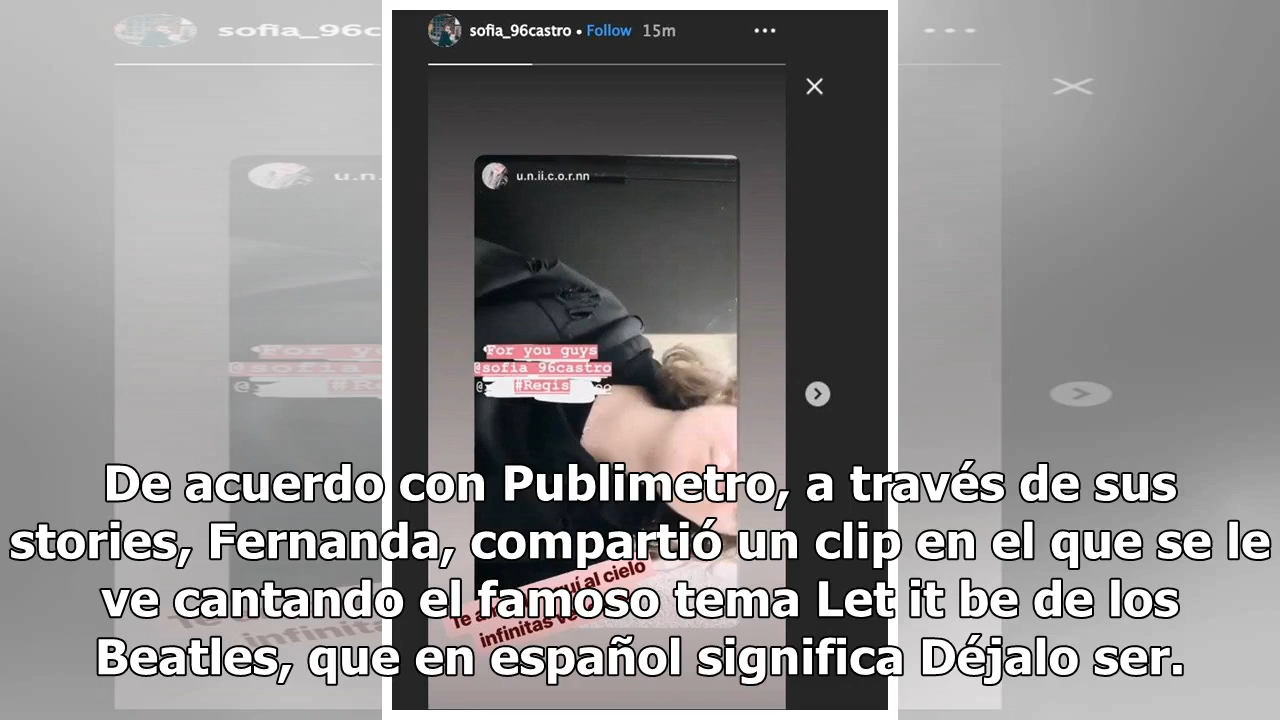 sofia_96castro • Follow 15m
u.n.ii.c.o.r.nn
For you guys
@sofia_96castro
#Regis
al cielo
infinitas
De acuerdo con Publimetro, a través de sus
stories, Fernanda, compartió un clip en el que se le
ve cantando el famoso tema Let it be de los
Beatles, que en español significa Déjalo ser.